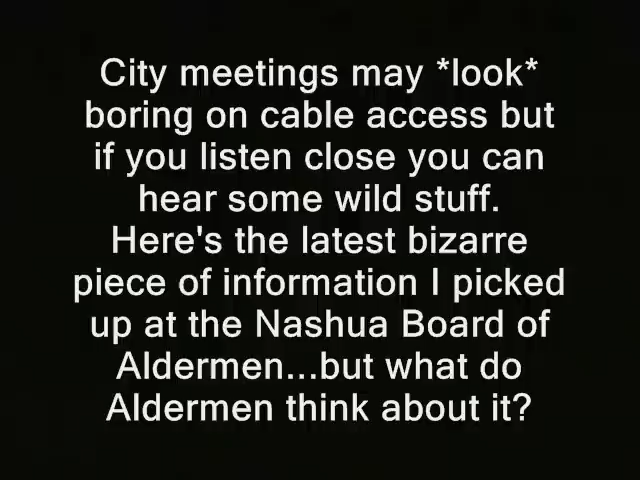 City meetings may *look*
boring on cable access but
if you listen close you can
hear some wild stuff.
Here's the latest bizarre
piece of information I picked
up at the Nashua Board of
Aldermen...but what do
Aldermen think about it?